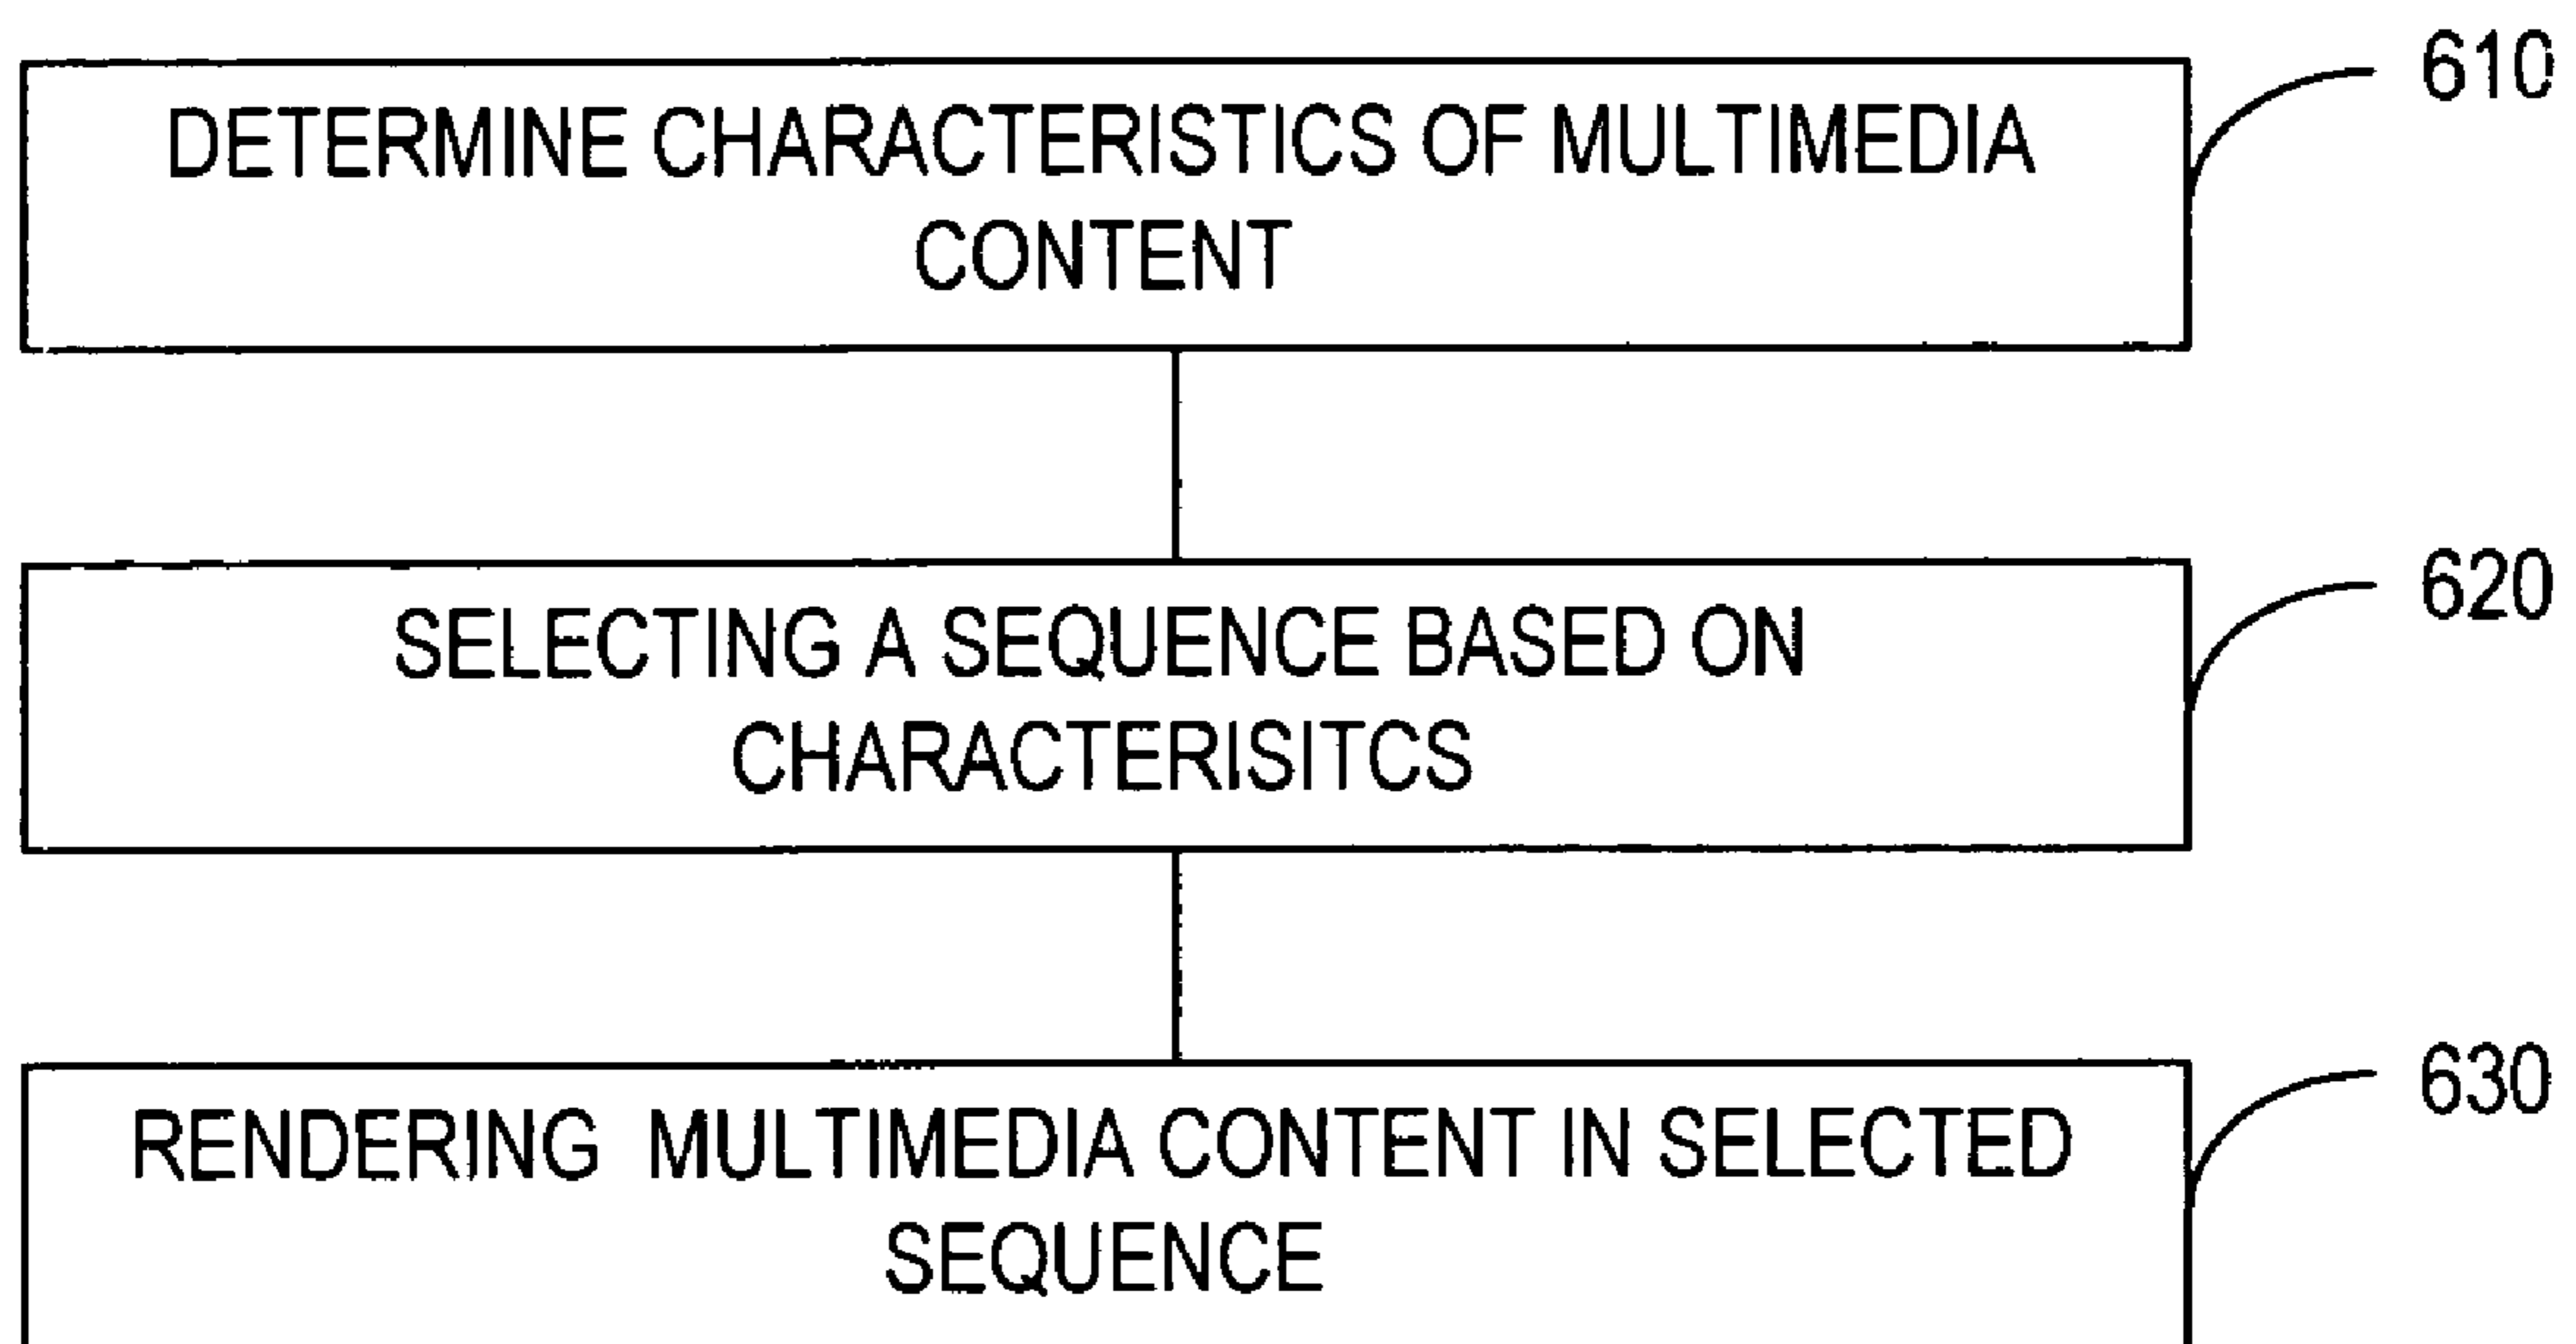 610
DETERMINE CHARACTERISTICS OF MULTIMEDIA
CONTENT
620
SELECTING A SEQUENCE BASED ON
CHARACTERISITCS
630
RENDERING MULTIMEDIA CONTENT IN SELECTED
SEQUENCE